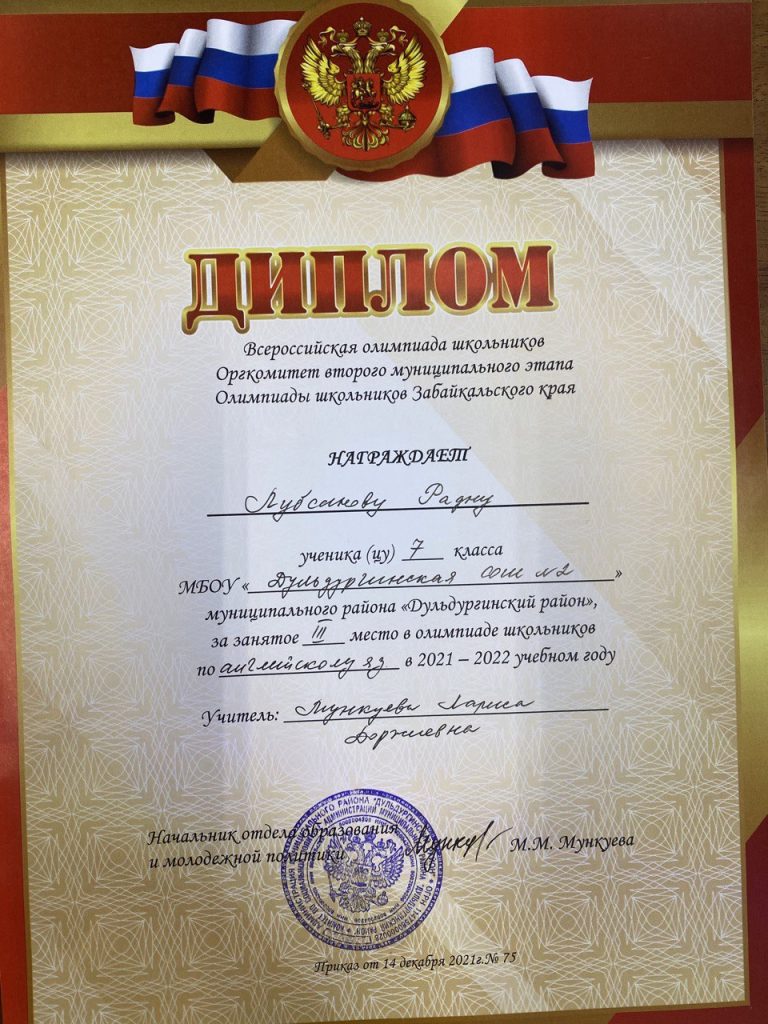 ДИПЛОМ
Всероссийская олимпиада школьников
Оргкомитет второго муниципального этапа
Олимпиады школьников Забайкальского края
НАГРАЖДАЕТ
Лубсанову Радну
ученика (цу) 7 класса
МБОУ «Дульдургинская сош №2»
муниципального района «Дульдургинский район»,
за занятое III место в олимпиаде школьников
по английскому яз в 2021 – 2022 учебном году
Учитель: Мункуева Лариса
Доржиевна
Начальник отдела образования
и молодежной политики М.М. Мункуева
Приказ от 14 декабря 2021г.№ 75